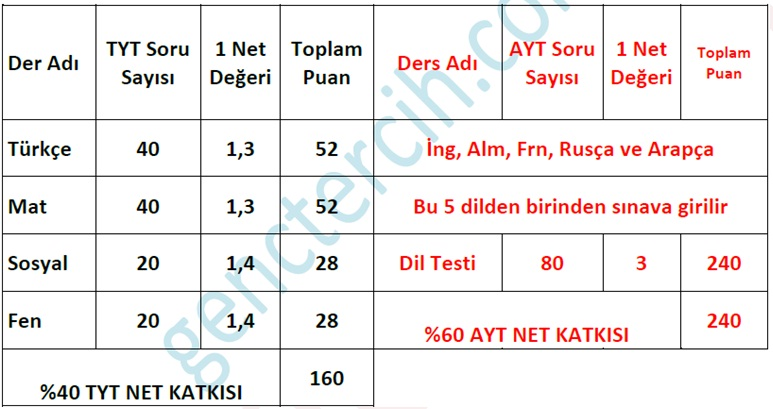 Der Adı TYT Soru Sayısı 1 Net Değeri Toplam Puan Ders Adı AYT Soru Sayısı 1 Net Değeri Toplam Puan
Türkçe 40 1,3 52 İng, Alm, Frn, Rusça ve Arapça
Mat 40 1,3 52 Bu 5 dilden birinden sınava girilir
Sosyal 20 1,4 28 Dil Testi 80 3 240
Fen 20 1,4 28 %60 AYT NET KATKISI 240
%40 TYT NET KATKISI 160
genctercih.com